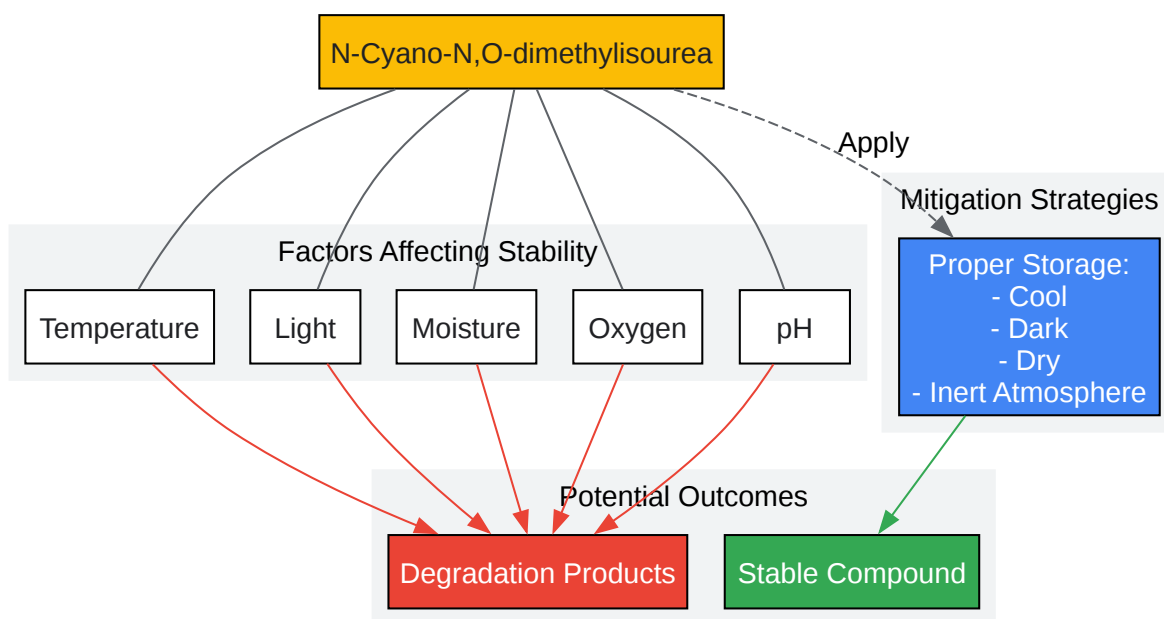 N-Cyano-N,O-dimethylisourea
Apply
Mitigation Strategies
Factors Affecting Stability
Proper Storage:
- Cool
- Dark
- Dry
- Inert Atmosphere
Temperature
Light
Moisture
Oxygen
pH
Potential Outcomes
Degradation Products
Stable Compound